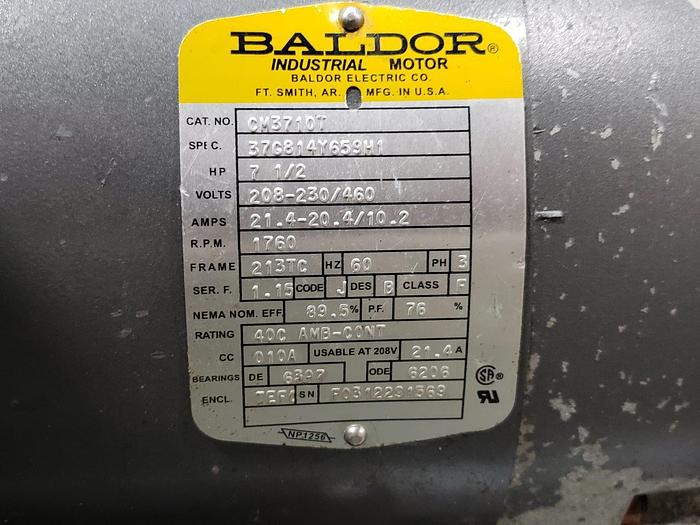 BALDOR®
INDUSTRIAL MOTOR
BALDOR ELECTRIC CO.
FT. SMITH, AR. MFG. IN U.S.A.
CAT. NO. CM3710T
SPEC. 37G814Y659H1
HP 7 1/2
VOLTS 208-230/460
AMPS 21.4-20.4/10.2
R.P.M. 1760
FRAME 213TC HZ 60 PH 3
SER. F. 1.15 CODE J DES B CLASS F
NEMA NOM. EFF. 89.5 % P.F. 76 %
RATING 40C AMB-CONT
CC 010A USABLE AT 208V 21.4 A
BEARINGS DE 6307 ODE 6206
ENCL. TEFC SN F0312291569
NP1256